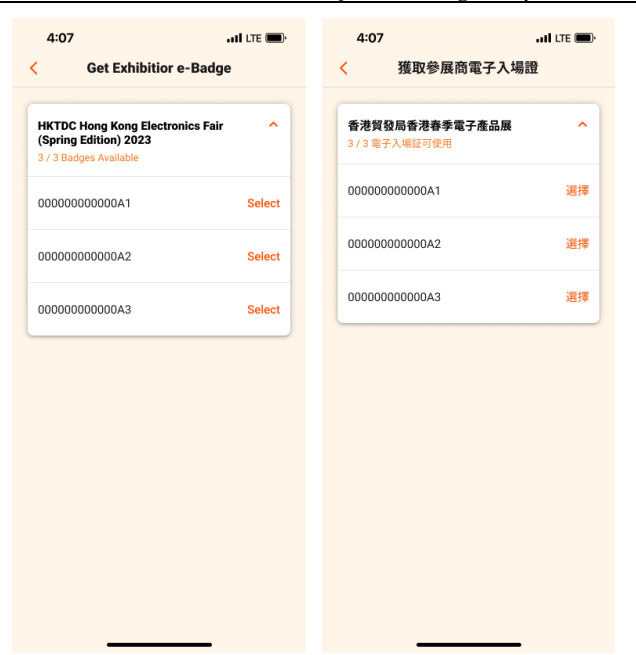 4:07
LTE
Get Exhibitior e-Badge
HKTDC Hong Kong Electronics Fair
(Spring Edition) 2023
3 / 3 Badges Available
000000000000A1
Select
000000000000A2
Select
000000000000A3
Select
4:07
LTE
獲取參展商電子入場證
香港貿發局香港春季電子產品展
3 / 3 電子入場証可使用
000000000000A1
選擇
000000000000A2
選擇
000000000000A3
選擇